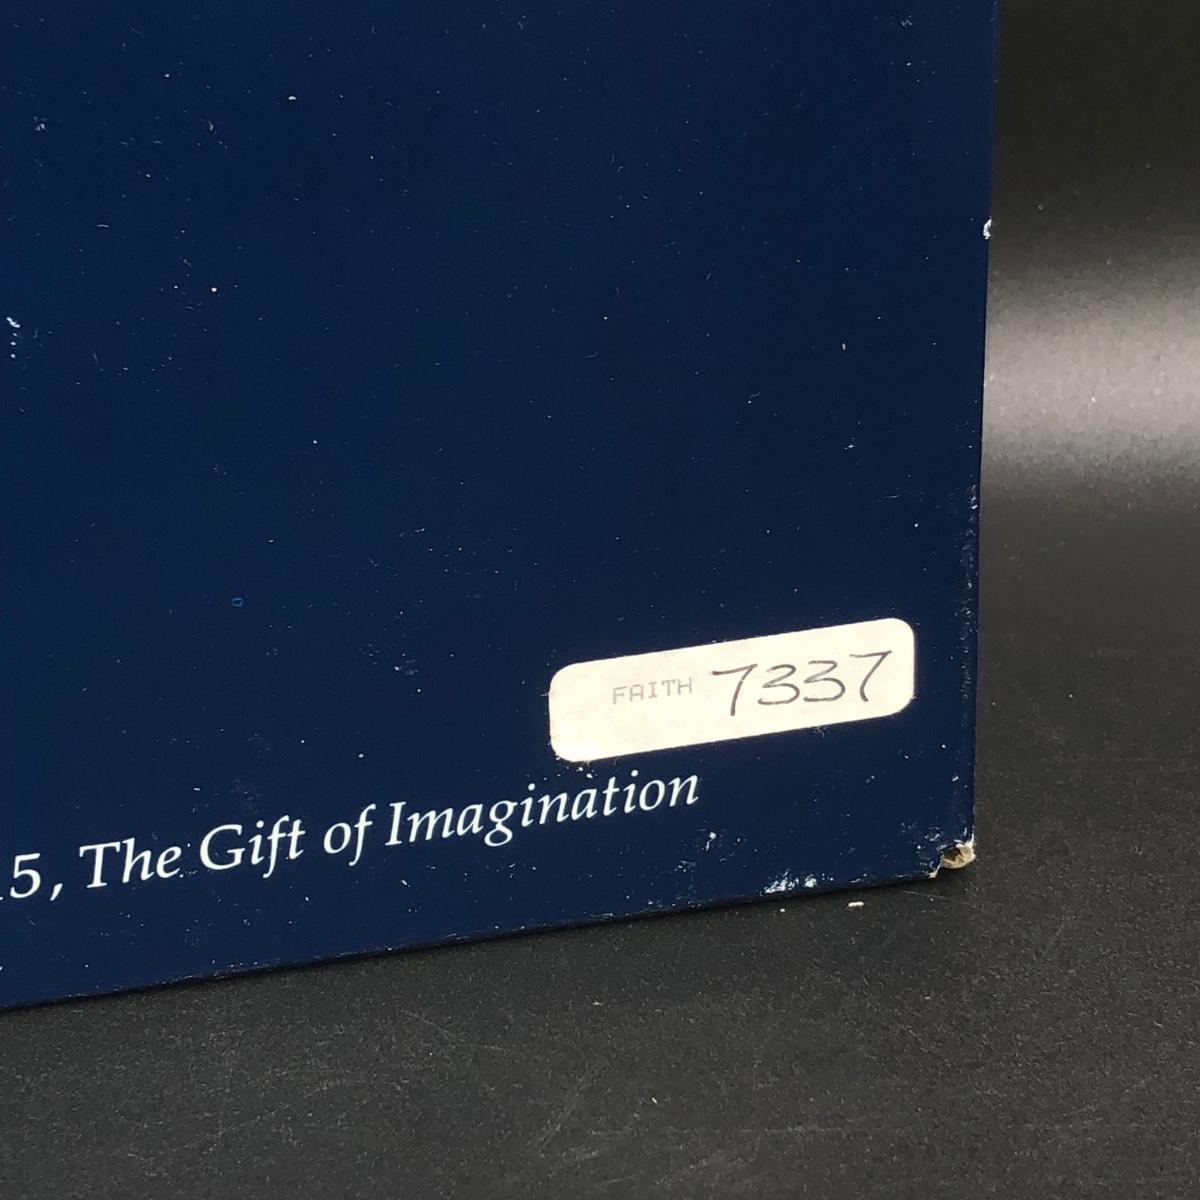 FAITH 7337
5, The Gift of Imagination